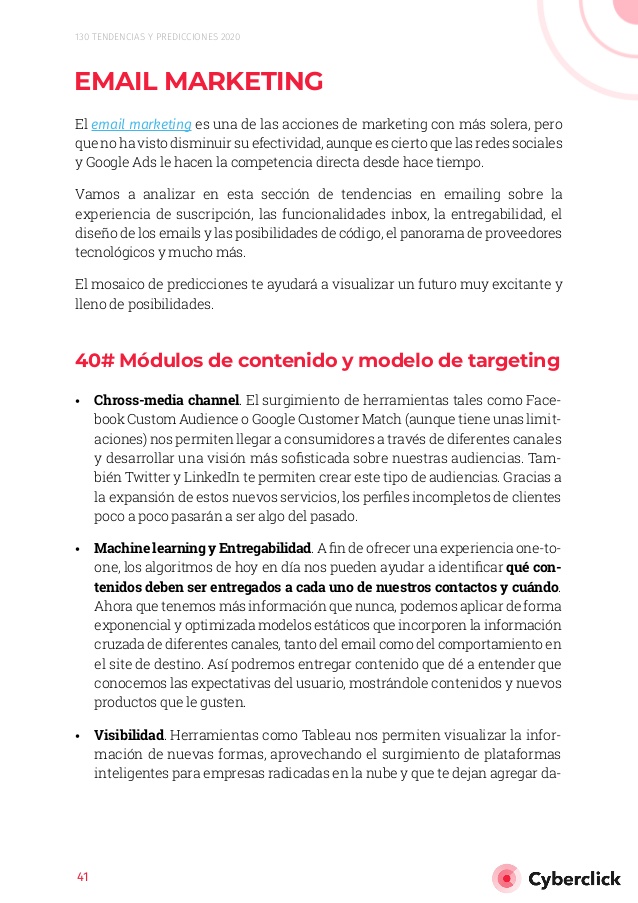 130 TENDENCIAS Y PREDICCIONES 2020
EMAIL MARKETING
El email marketing es una de las acciones de marketing con más solera, pero
que no ha visto disminuir su efectividad, aunque es cierto que las redes sociales
y Google Ads le hacen la competencia directa desde hace tiempo.
Vamos a analizar en esta sección de tendencias en emailing sobre la
experiencia de suscripción, las funcionalidades inbox, la entregabilidad, el
diseño de los emails y las posibilidades de código, el panorama de proveedores
tecnológicos y mucho más.
El mosaico de predicciones te ayudará a visualizar un futuro muy excitante y
lleno de posibilidades.
40# Módulos de contenido y modelo de targeting
• Chross-media channel. El surgimiento de herramientas tales como Face-
book Custom Audience o Google Customer Match (aunque tiene unas limit-
aciones) nos permiten llegar a consumidores a través de diferentes canales
y desarrollar una visión más sofisticada sobre nuestras audiencias. Tam-
bién Twitter y LinkedIn te permiten crear este tipo de audiencias. Gracias a
la expansión de estos nuevos servicios, los perfiles incompletos de clientes
poco a poco pasarán a ser algo del pasado.
• Machine learning y Entregabilidad. A fin de ofrecer una experiencia one-to-
one, los algoritmos de hoy en día nos pueden ayudar a identificar qué con-
tenidos deben ser entregados a cada uno de nuestros contactos y cuándo.
Ahora que tenemos más información que nunca, podemos aplicar de forma
exponencial y optimizada modelos estáticos que incorporen la información
cruzada de diferentes canales, tanto del email como del comportamiento en
el site de destino. Así podremos entregar contenido que dé a entender que
conocemos las expectativas del usuario, mostrándole contenidos y nuevos
productos que le gusten.
• Visibilidad. Herramientas como Tableau nos permiten visualizar la infor-
mación de nuevas formas, aprovechando el surgimiento de plataformas
inteligentes para empresas radicadas en la nube y que te dejan agregar da-
41
Cyberclick